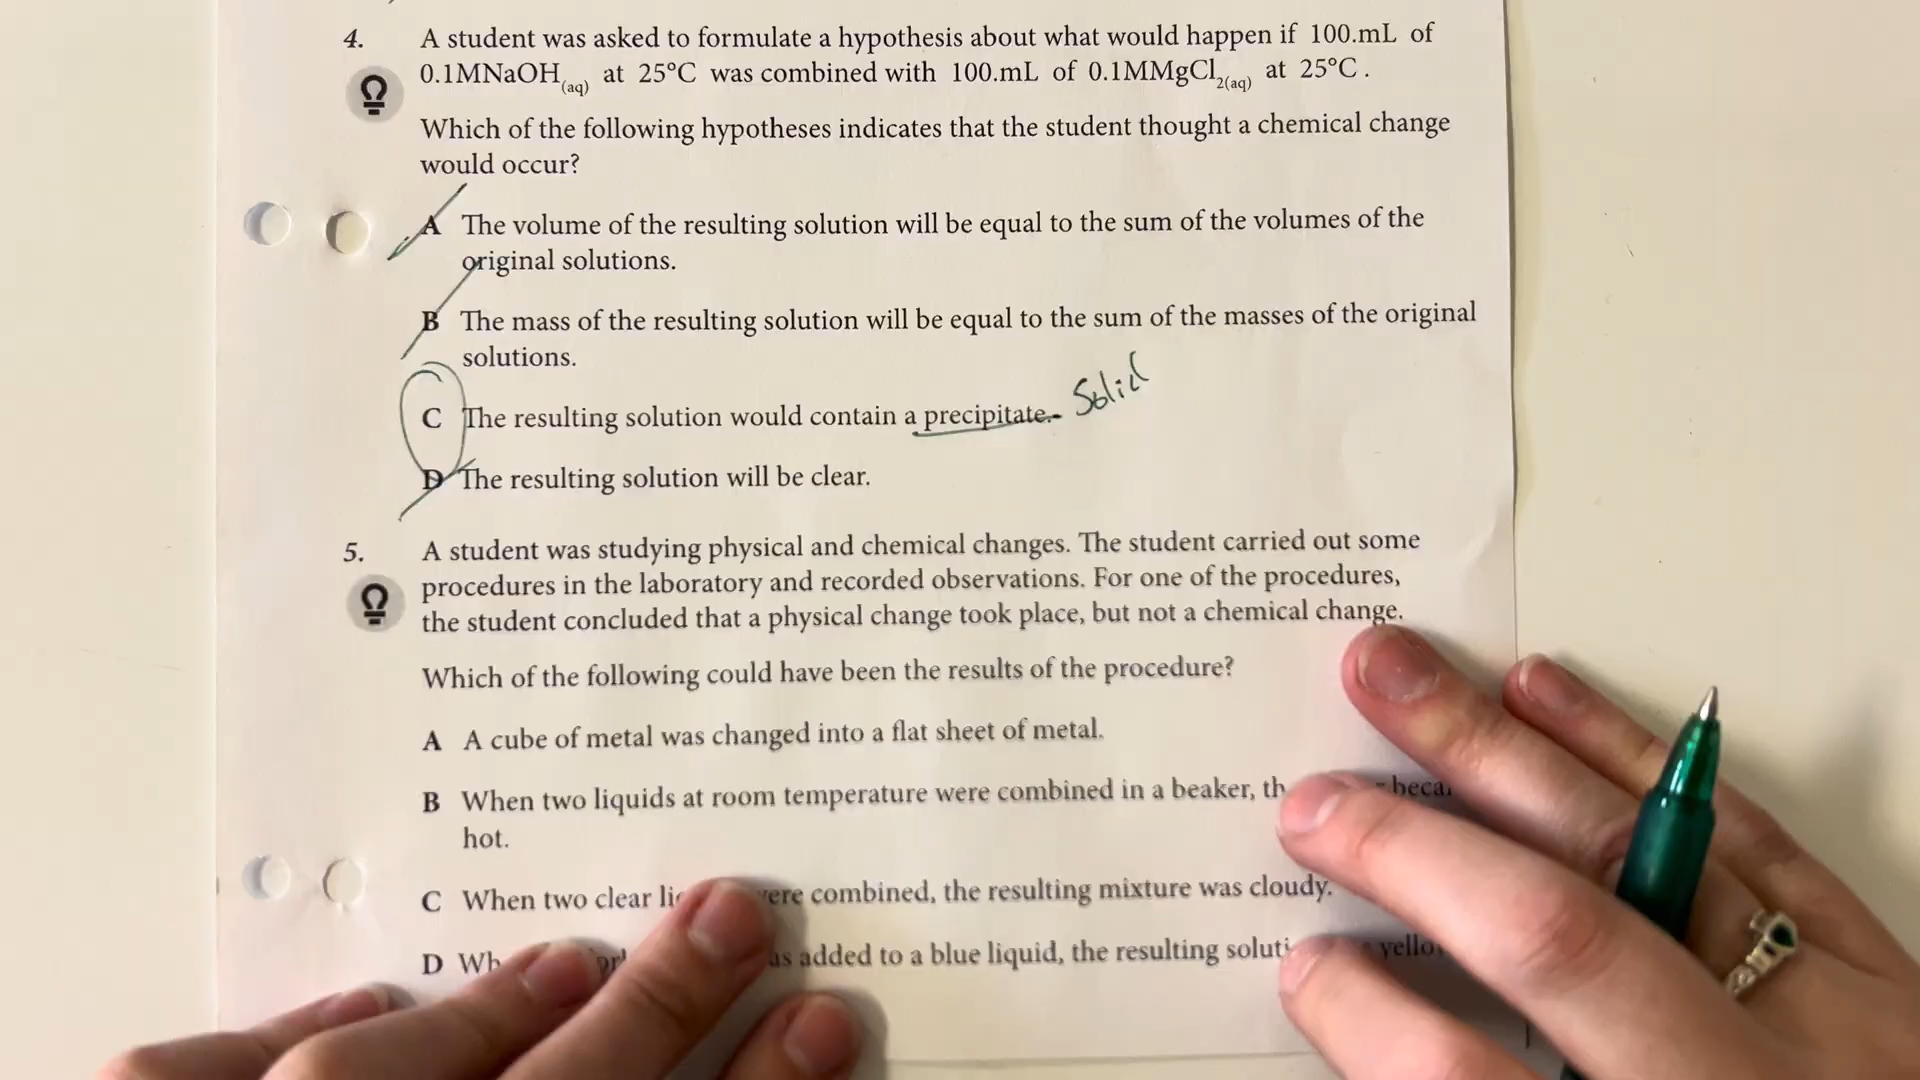 4. A student was asked to formulate a hypothesis about what would happen if 100.mL of
0.1MNaOH(aq) at 25°C was combined with 100.mL of 0.1MMgCl2(aq) at 25°C.
Which of the following hypotheses indicates that the student thought a chemical change
would occur?
A The volume of the resulting solution will be equal to the sum of the volumes of the
original solutions.
B The mass of the resulting solution will be equal to the sum of the masses of the original
solutions.
C The resulting solution would contain a precipitate. Solid
D The resulting solution will be clear.
5. A student was studying physical and chemical changes. The student carried out some
procedures in the laboratory and recorded observations. For one of the procedures,
the student concluded that a physical change took place, but not a chemical change.
Which of the following could have been the results of the procedure?
A A cube of metal was changed into a flat sheet of metal.
B When two liquids at room temperature were combined in a beaker,
hot.
C When two clear were combined, the resulting mixture was cloudy.
D added to a blue liquid, the resulting